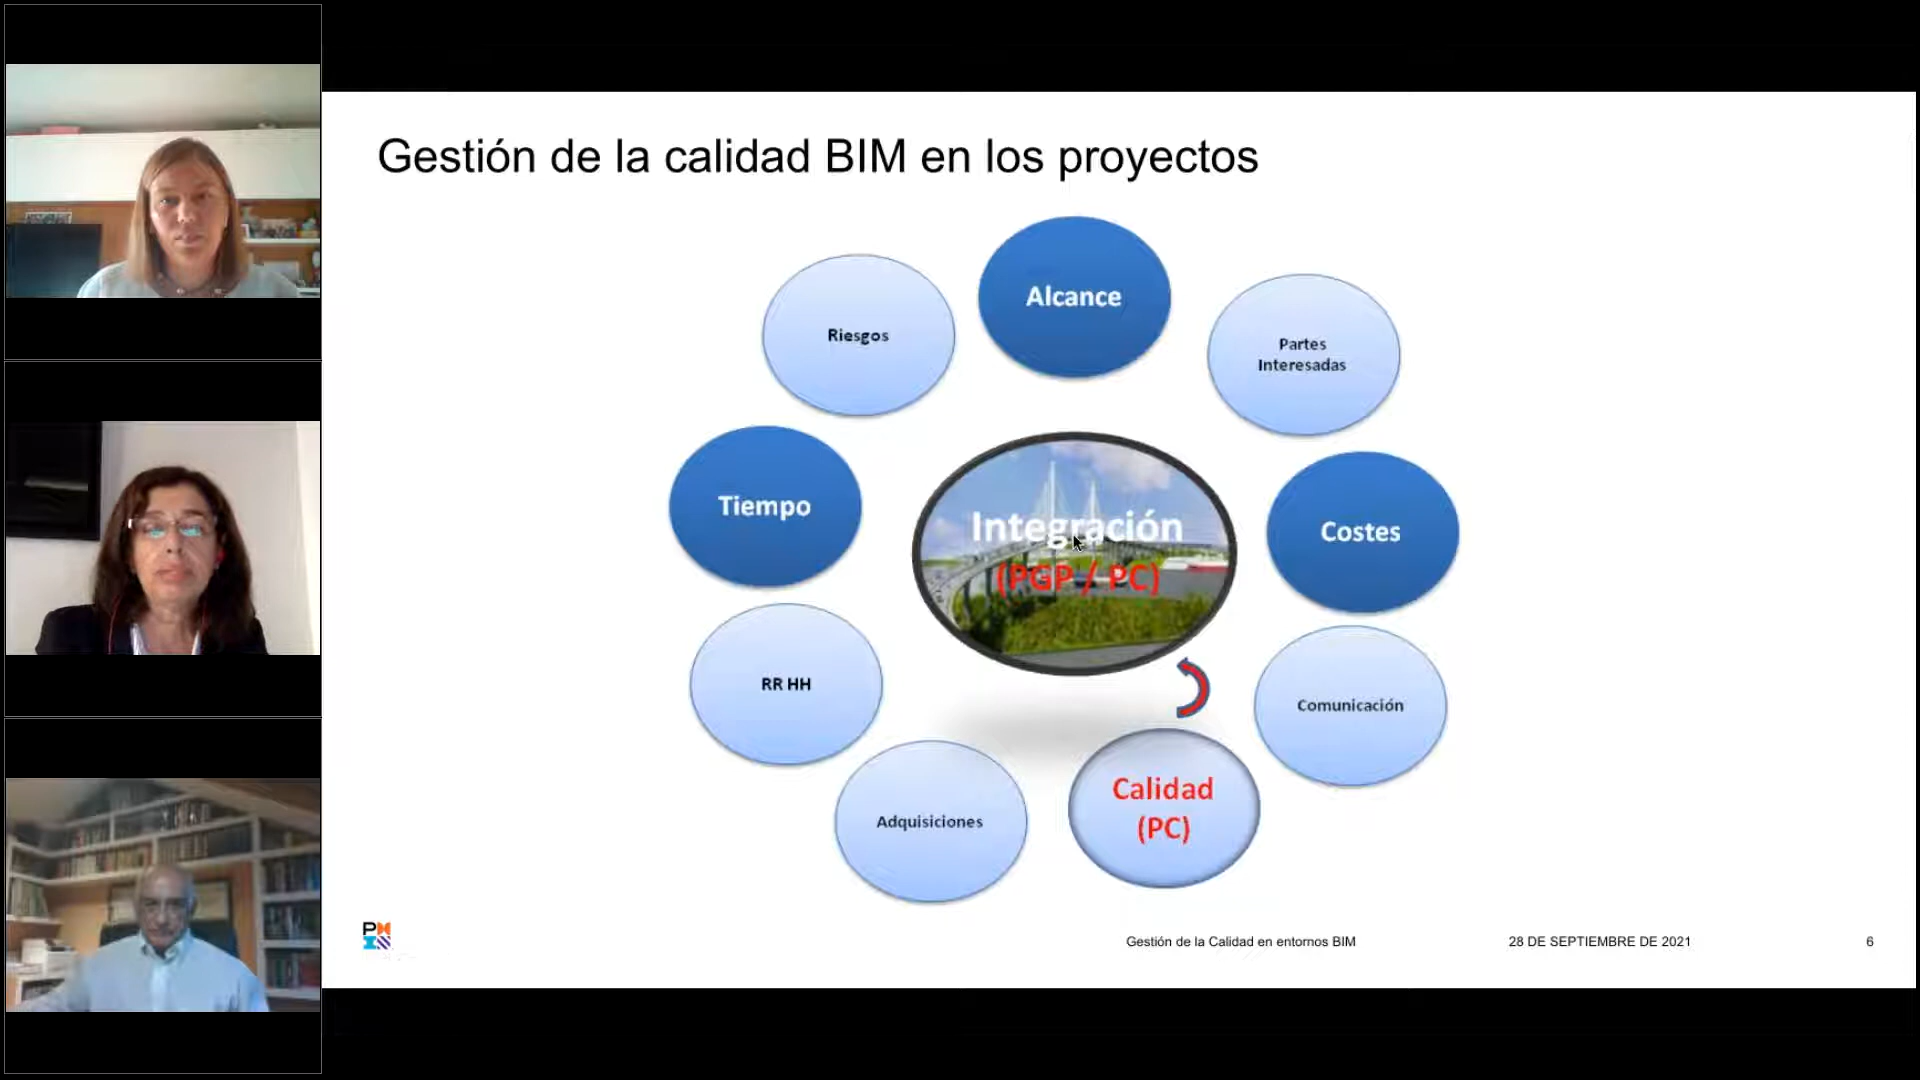 Gestión de la calidad BIM en los proyectos
Alcance
Riesgos
Partes
Interesadas
Tiempo
Integración
(PGP / PC)
Costes
RR HH
Comunicación
Calidad
(PC)
Adquisiciones
Gestión de la Calidad en entornos BIM
28 DE SEPTIEMBRE DE 2021
6